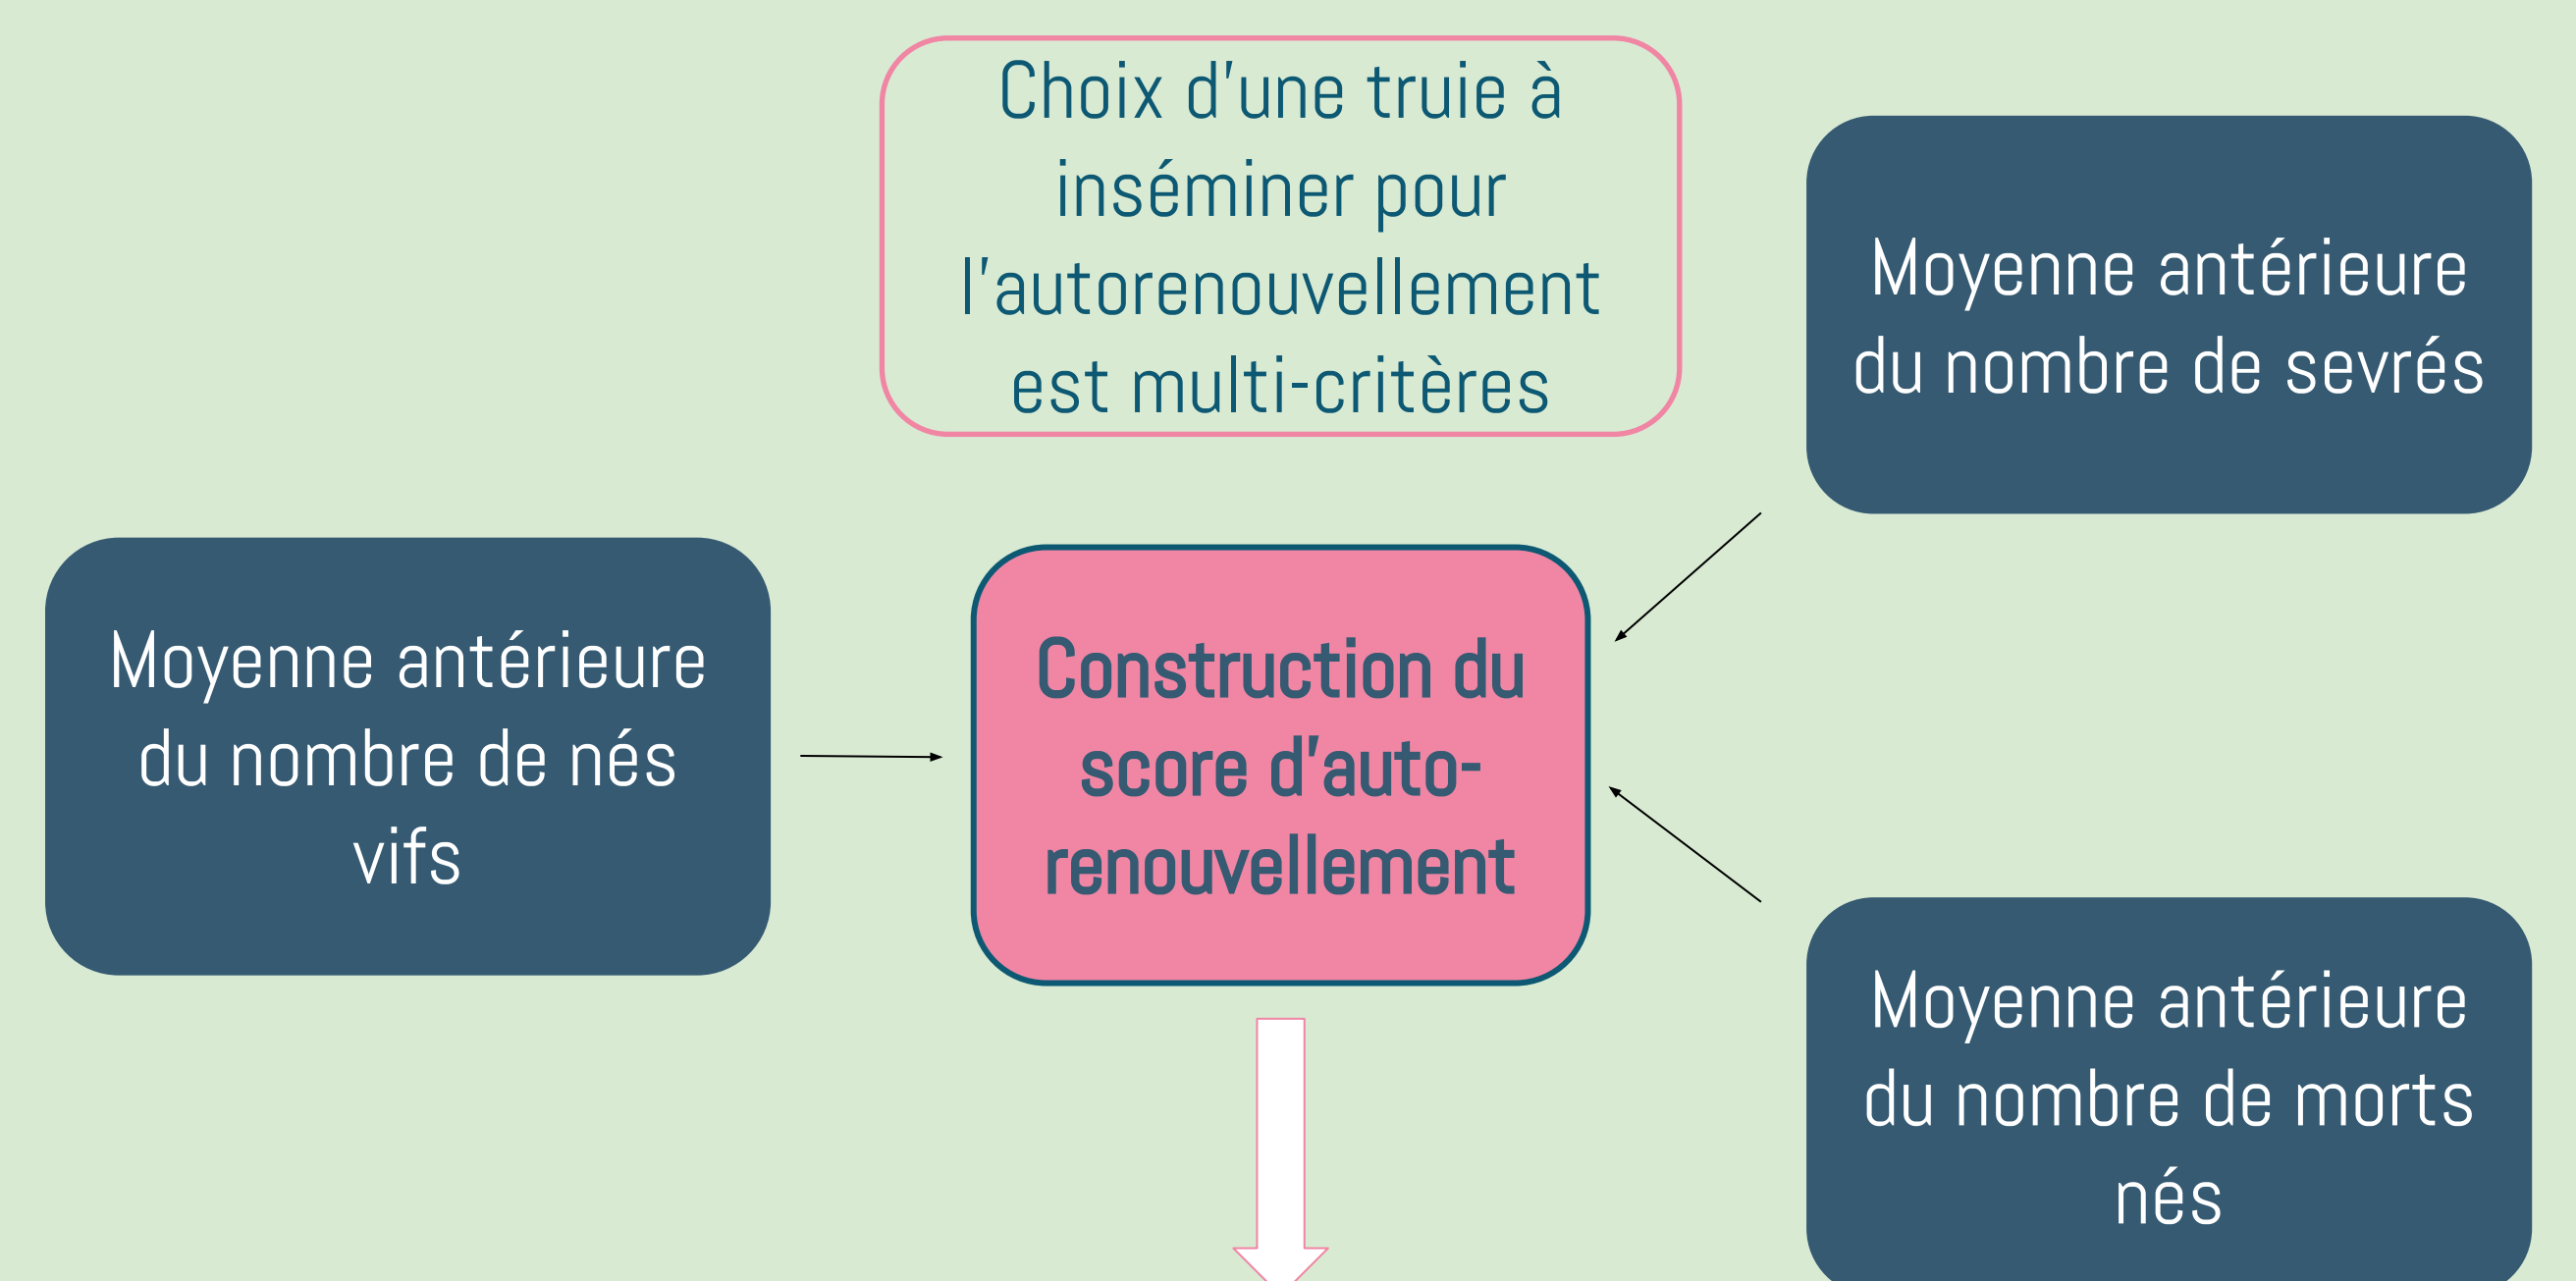 Choix d'une truie à
inséminer pour
l'autorenouvellement
est multi-critères
Moyenne antérieure
du nombre de sevrés
Moyenne antérieure
du nombre de nés
vifs
Construction du
score d'auto-
renouvellement
Moyenne antérieure
du nombre de morts
nés